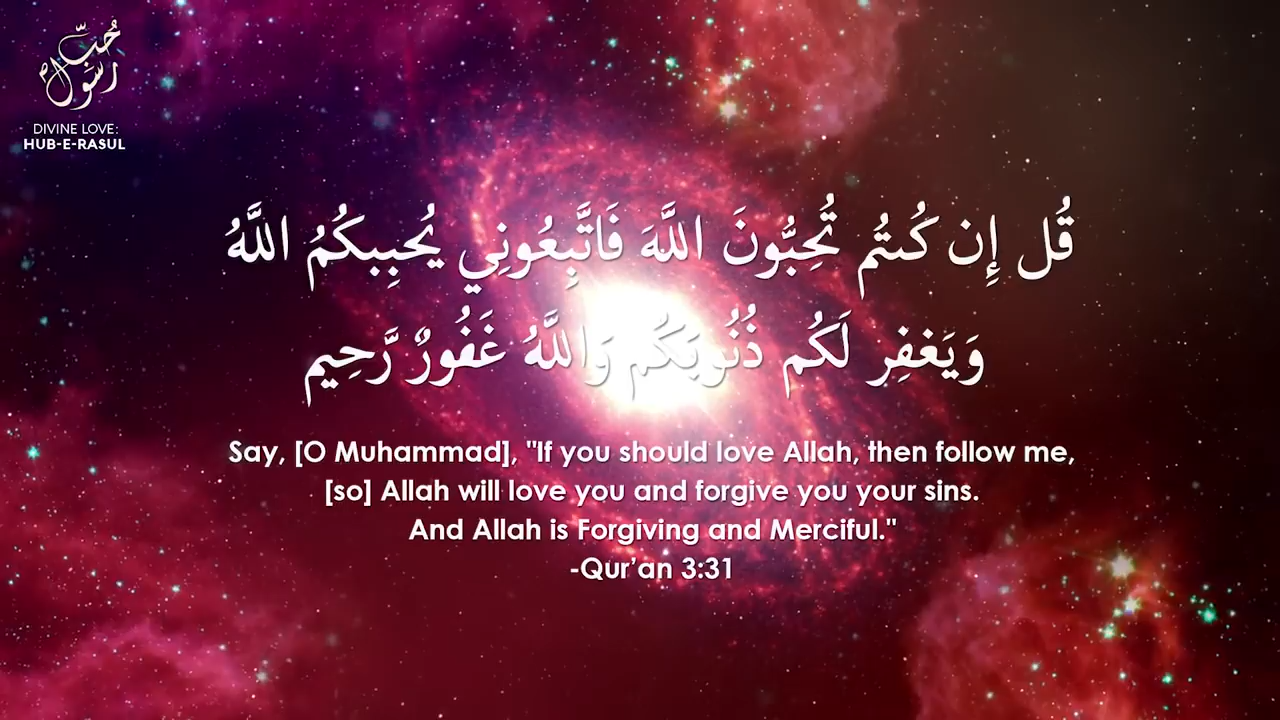 حُبّ
رسول
DIVINE LOVE:
HUB-E-RASUL
قُل إِن كُنتُم تُحِبُّونَ اللَّهَ فَاتَّبِعُونِي يُحبِبكُمُ اللَّهُ
وَيَغفِر لَكُم ذُنُوبَكُم وَاللَّهُ غَفُورٌ رَّحِيم
Say, [O Muhammad], "If you should love Allah, then follow me,
[so] Allah will love you and forgive you your sins.
And Allah is Forgiving and Merciful."
-Qur’an 3:31